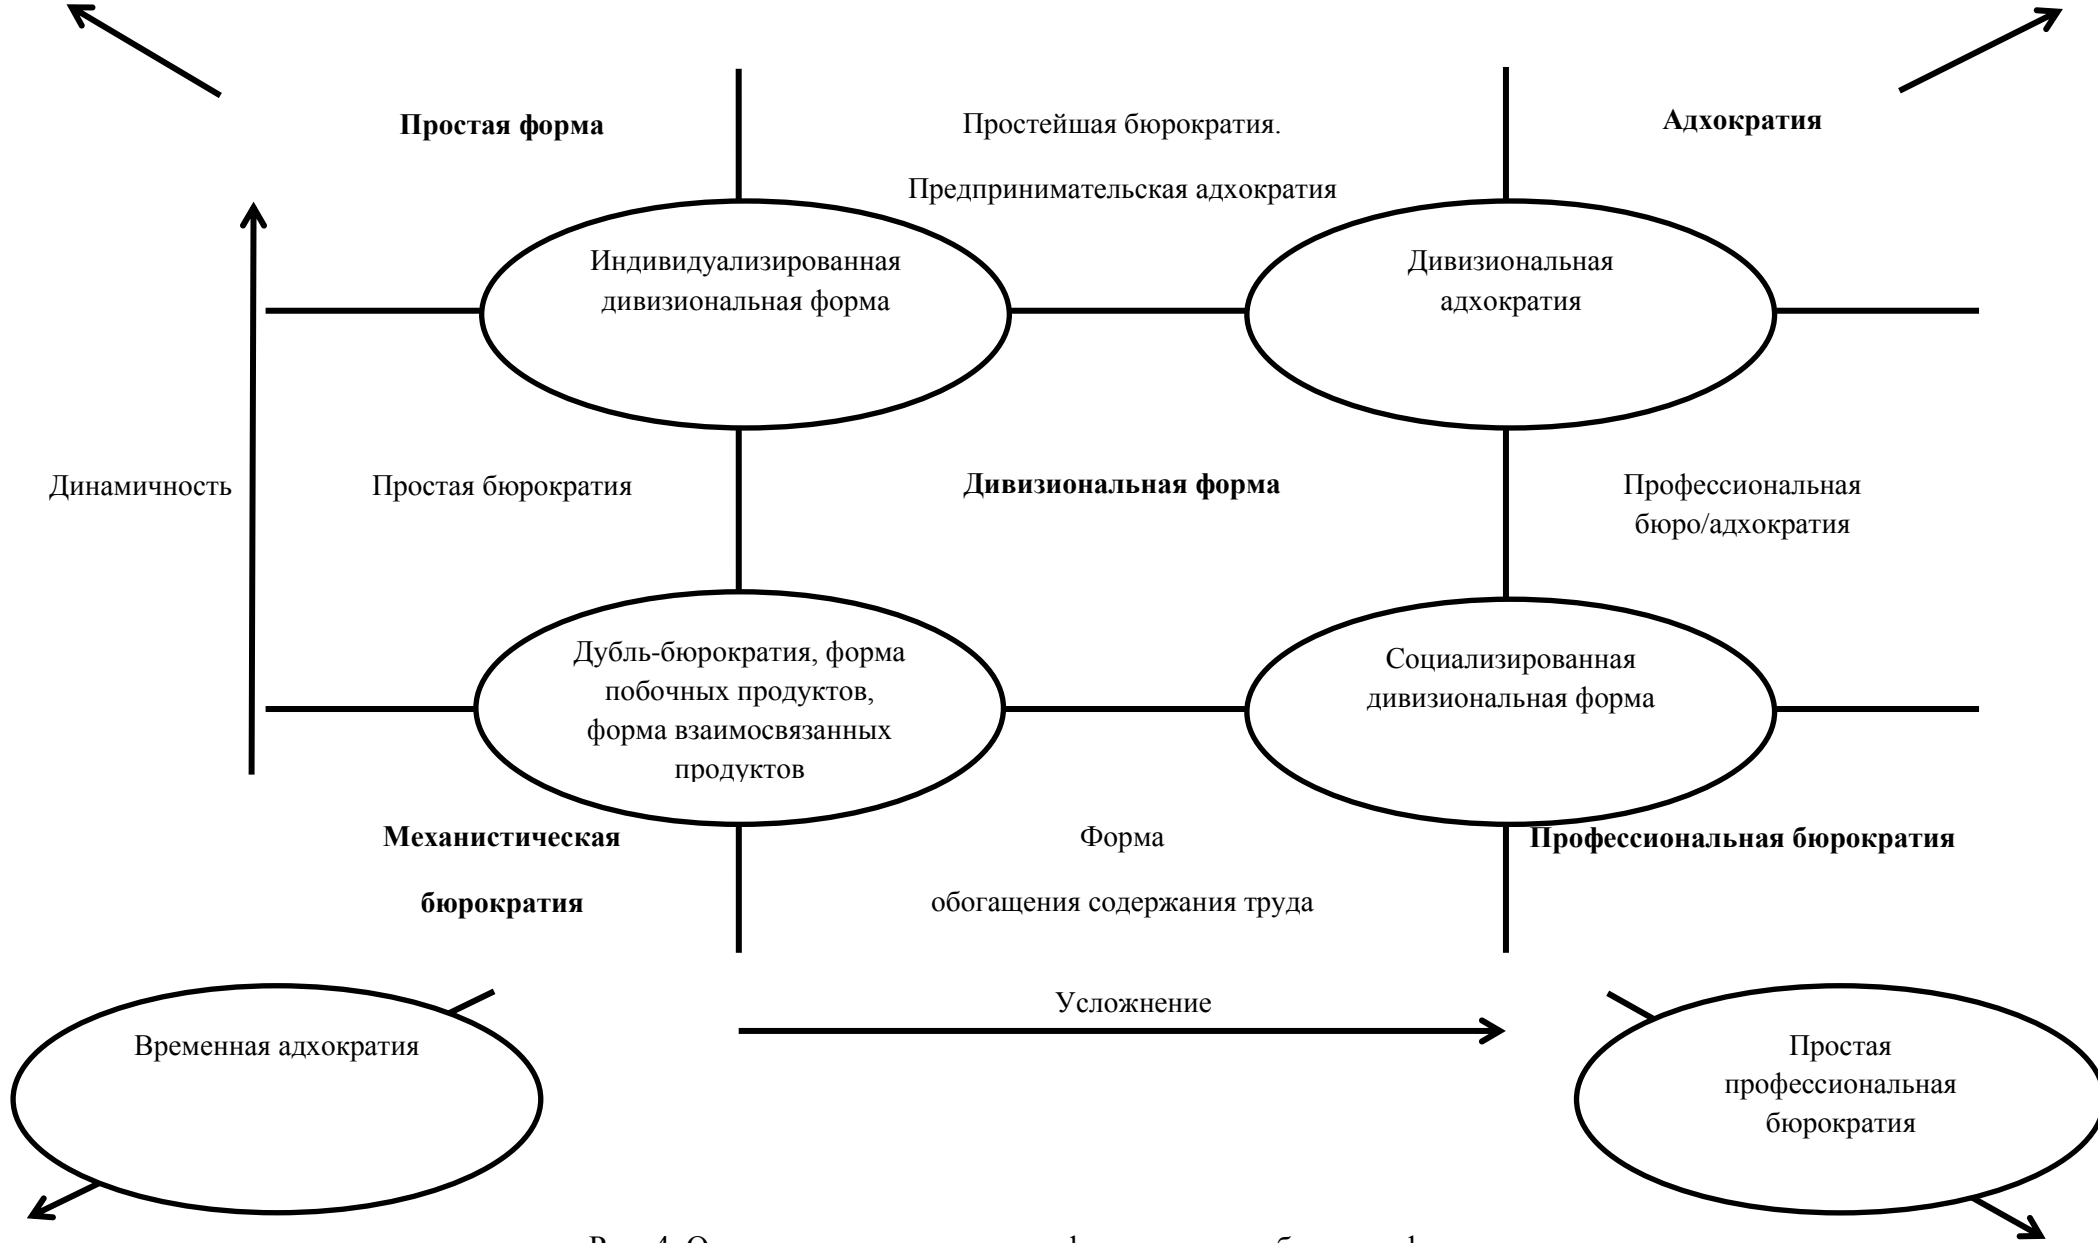 Простая форма
Простейшая бюрократия.
Адхократия
Предпринимательская адхократия
Индивидуализированная
дивизиональная форма
Дивизиональная
адхократия
Динамичность
Простая бюрократия
Дивизиональная форма
Профессиональная
бюро/адхократия
Дубль-бюрократия, форма
побочных продуктов,
форма взаимосвязанных
продуктов
Социализированная
дивизиональная форма
Механистическая
бюрократия
Форма
обогащения содержания труда
Профессиональная бюрократия
Усложнение
Временная адхократия
Простая
профессиональная
бюрократия